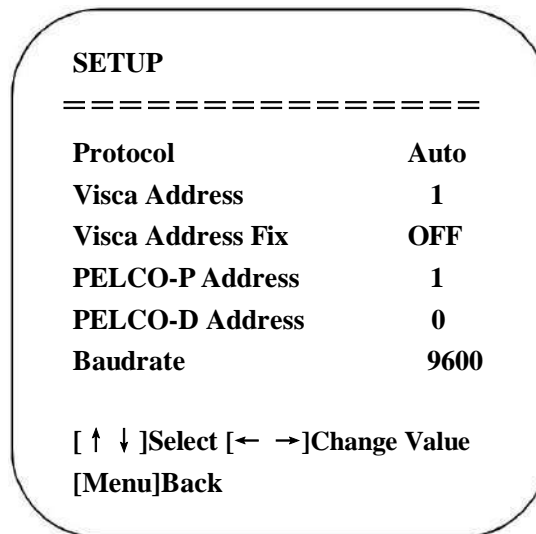 SETUP
===============
Protocol Auto
Visca Address 1
Visca Address Fix OFF
PELCO-P Address 1
PELCO-D Address 0
Baudrate 9600
[ ↑ ↓ ]Select [← →]Change Value
[Menu]Back